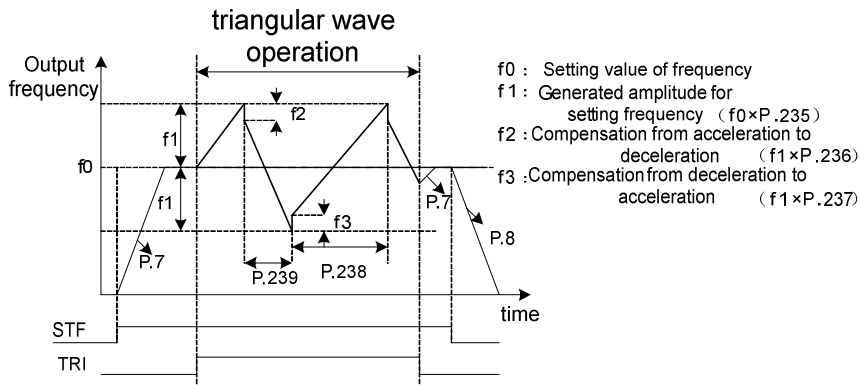 triangular wave
operation
Output
frequency
f1
f2
f0
f1
f3
P.7
P.239
P.238
P.7
P.8
time
STF
TRI
f0： Setting value of frequency
f1：Generated amplitude for
setting frequency（f0×P.235）
f2：Compensation from acceleration to
deceleration （f1×P.236）
f3：Compensation from deceleration to
acceleration （f1×P.237）